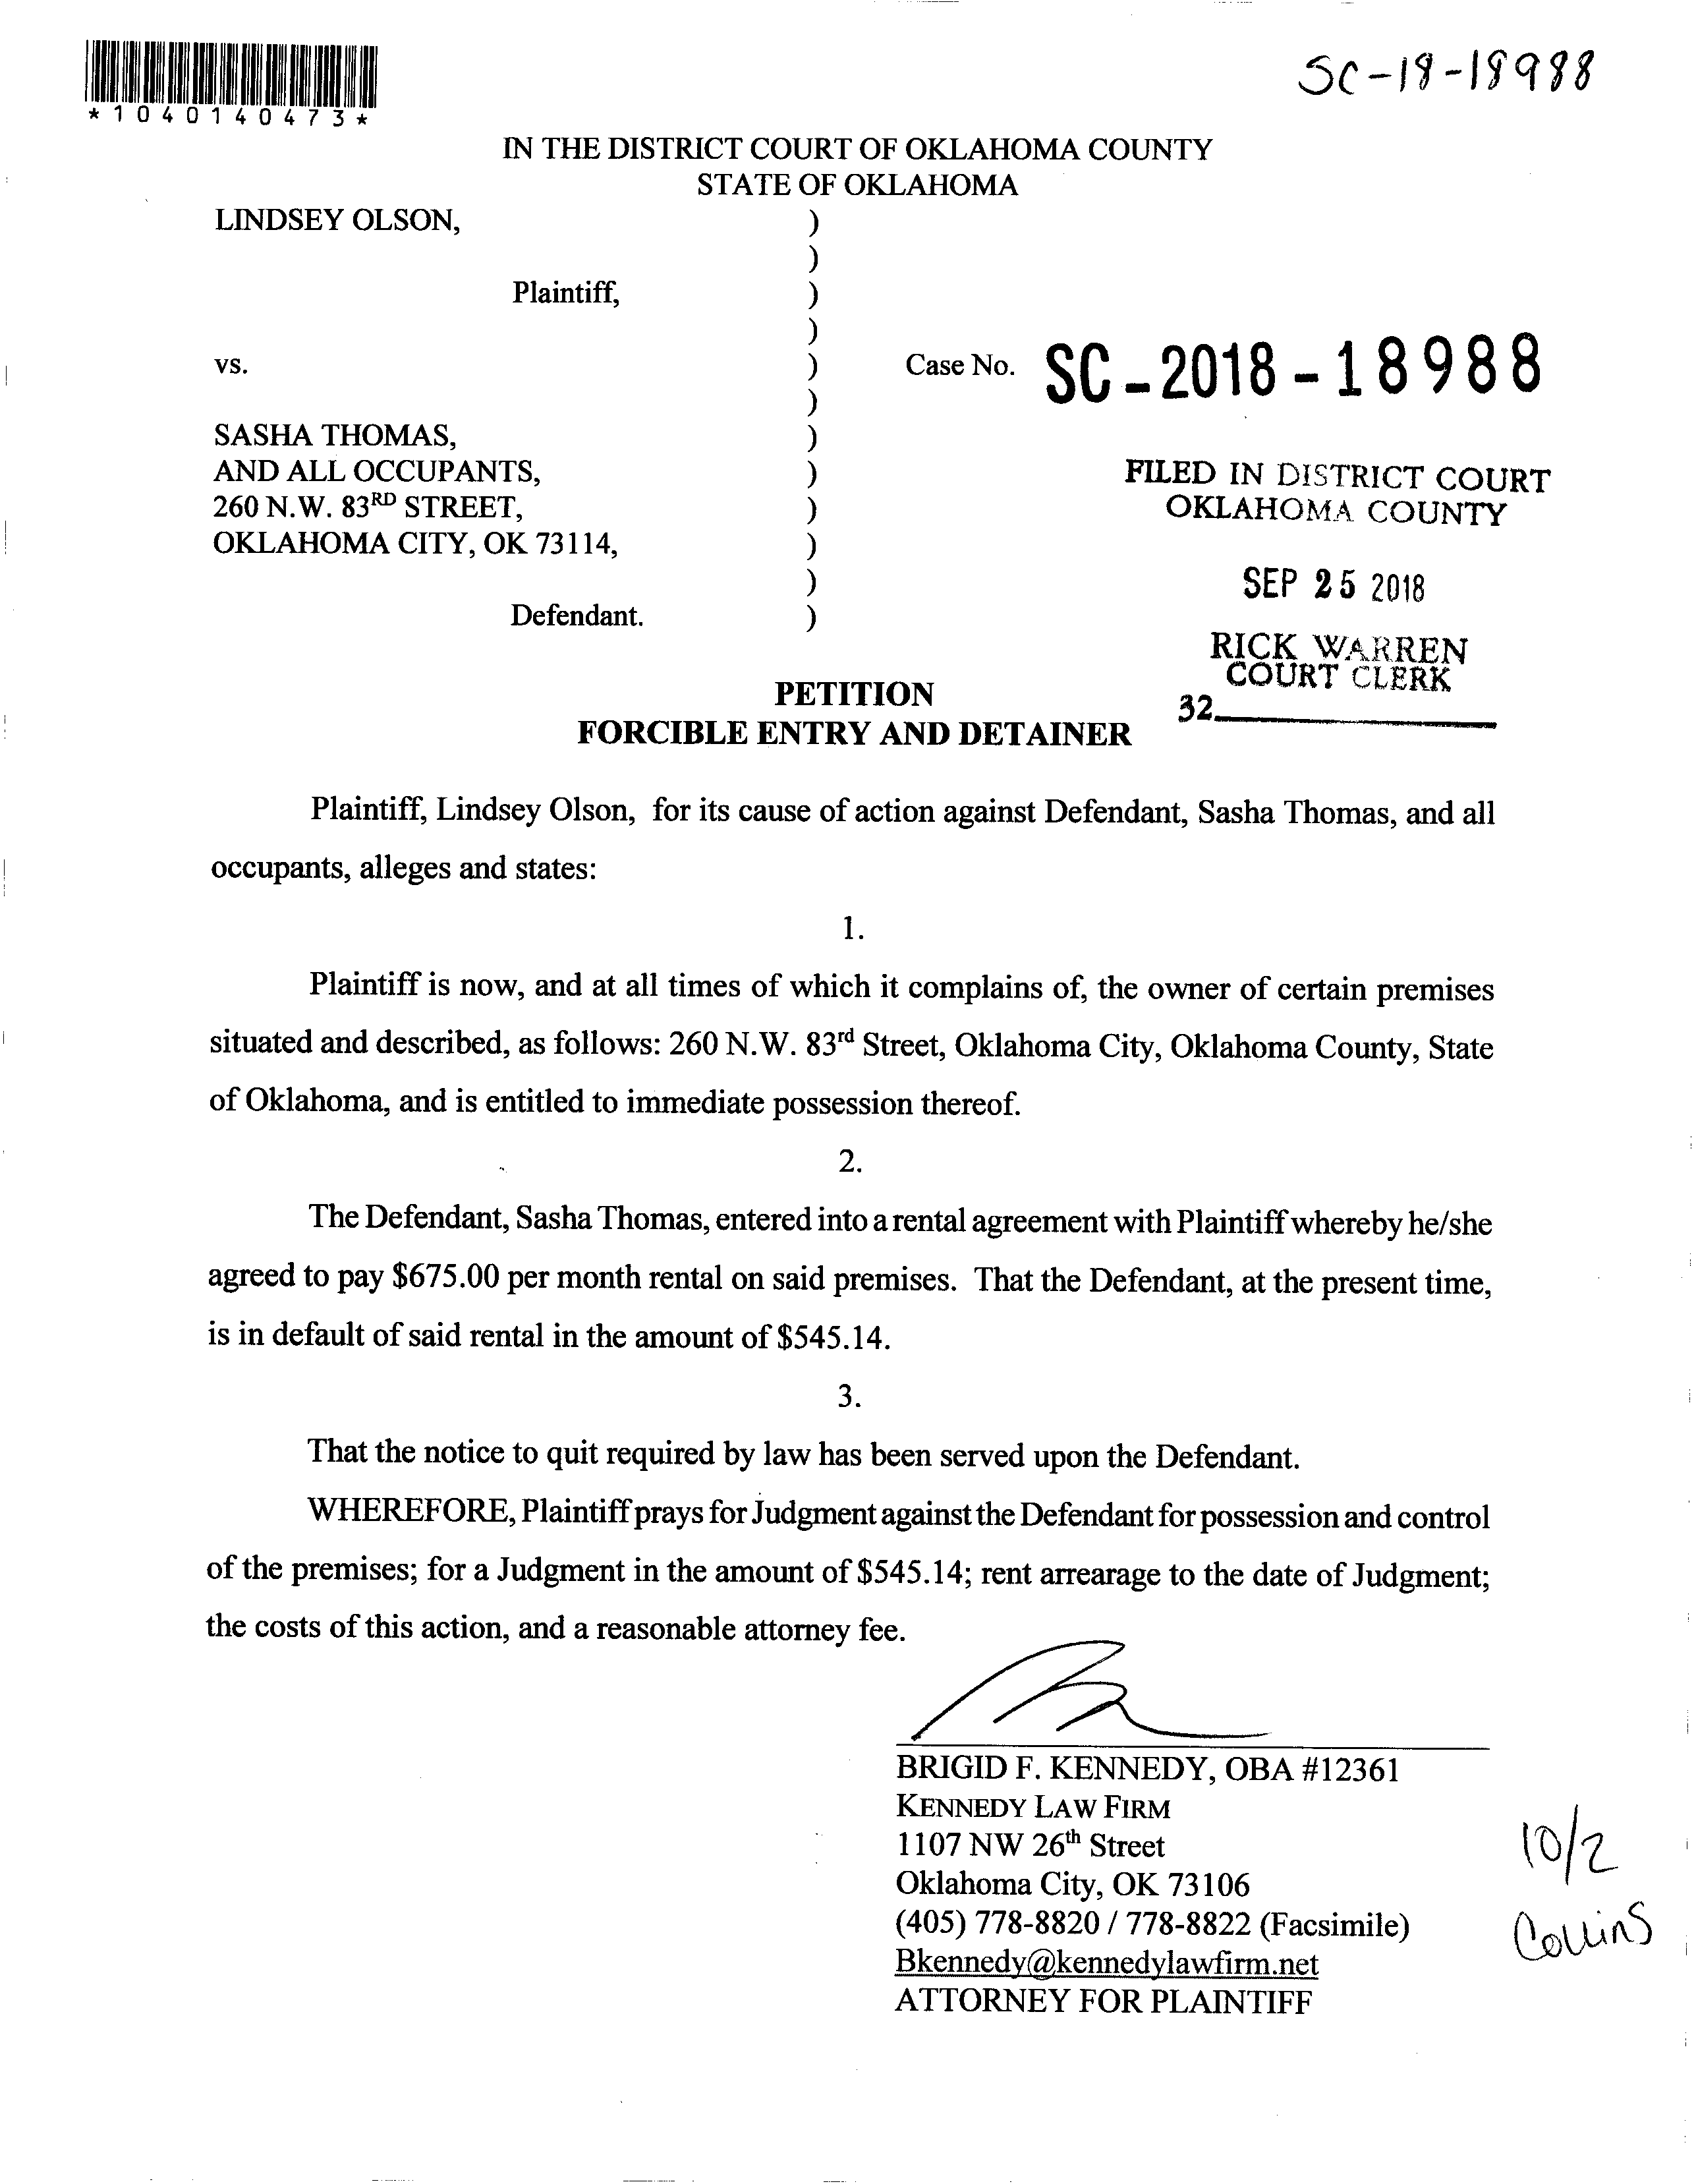 *1040140473*
SC-18-18988
IN THE DISTRICT COURT OF OKLAHOMA COUNTY
STATE OF OKLAHOMA
LINDSEY OLSON, )
)
Plaintiff, )
)
vs. ) Case No. SC-2018-18988
)
SASHA THOMAS, )
AND ALL OCCUPANTS, )
260 N.W. 83RD STREET, )
OKLAHOMA CITY, OK 73114, )
)
Defendant. )
FILED IN DISTRICT COURT
OKLAHOMA COUNTY
SEP 25 2018
RICK WARREN
COURT CLERK
32
PETITION
FORCIBLE ENTRY AND DETAINER
Plaintiff, Lindsey Olson, for its cause of action against Defendant, Sasha Thomas, and all
occupants, alleges and states:
1.
Plaintiff is now, and at all times of which it complains of, the owner of certain premises
situated and described, as follows: 260 N.W. 83rd Street, Oklahoma City, Oklahoma County, State
of Oklahoma, and is entitled to immediate possession thereof.
2.
The Defendant, Sasha Thomas, entered into a rental agreement with Plaintiff whereby he/she
agreed to pay $675.00 per month rental on said premises. That the Defendant, at the present time,
is in default of said rental in the amount of $545.14.
3.
That the notice to quit required by law has been served upon the Defendant.
WHEREFORE, Plaintiff prays for Judgment against the Defendant for possession and control
of the premises; for a Judgment in the amount of $545.14; rent arrearage to the date of Judgment;
the costs of this action, and a reasonable attorney fee.
BRIGID F. KENNEDY, OBA #12361
KENNEDY LAW FIRM
1107 NW 26th Street
Oklahoma City, OK 73106
(405) 778-8820 / 778-8822 (Facsimile)
Bkennedy@kennedylawfirm.net
ATTORNEY FOR PLAINTIFF
10/2
Collins